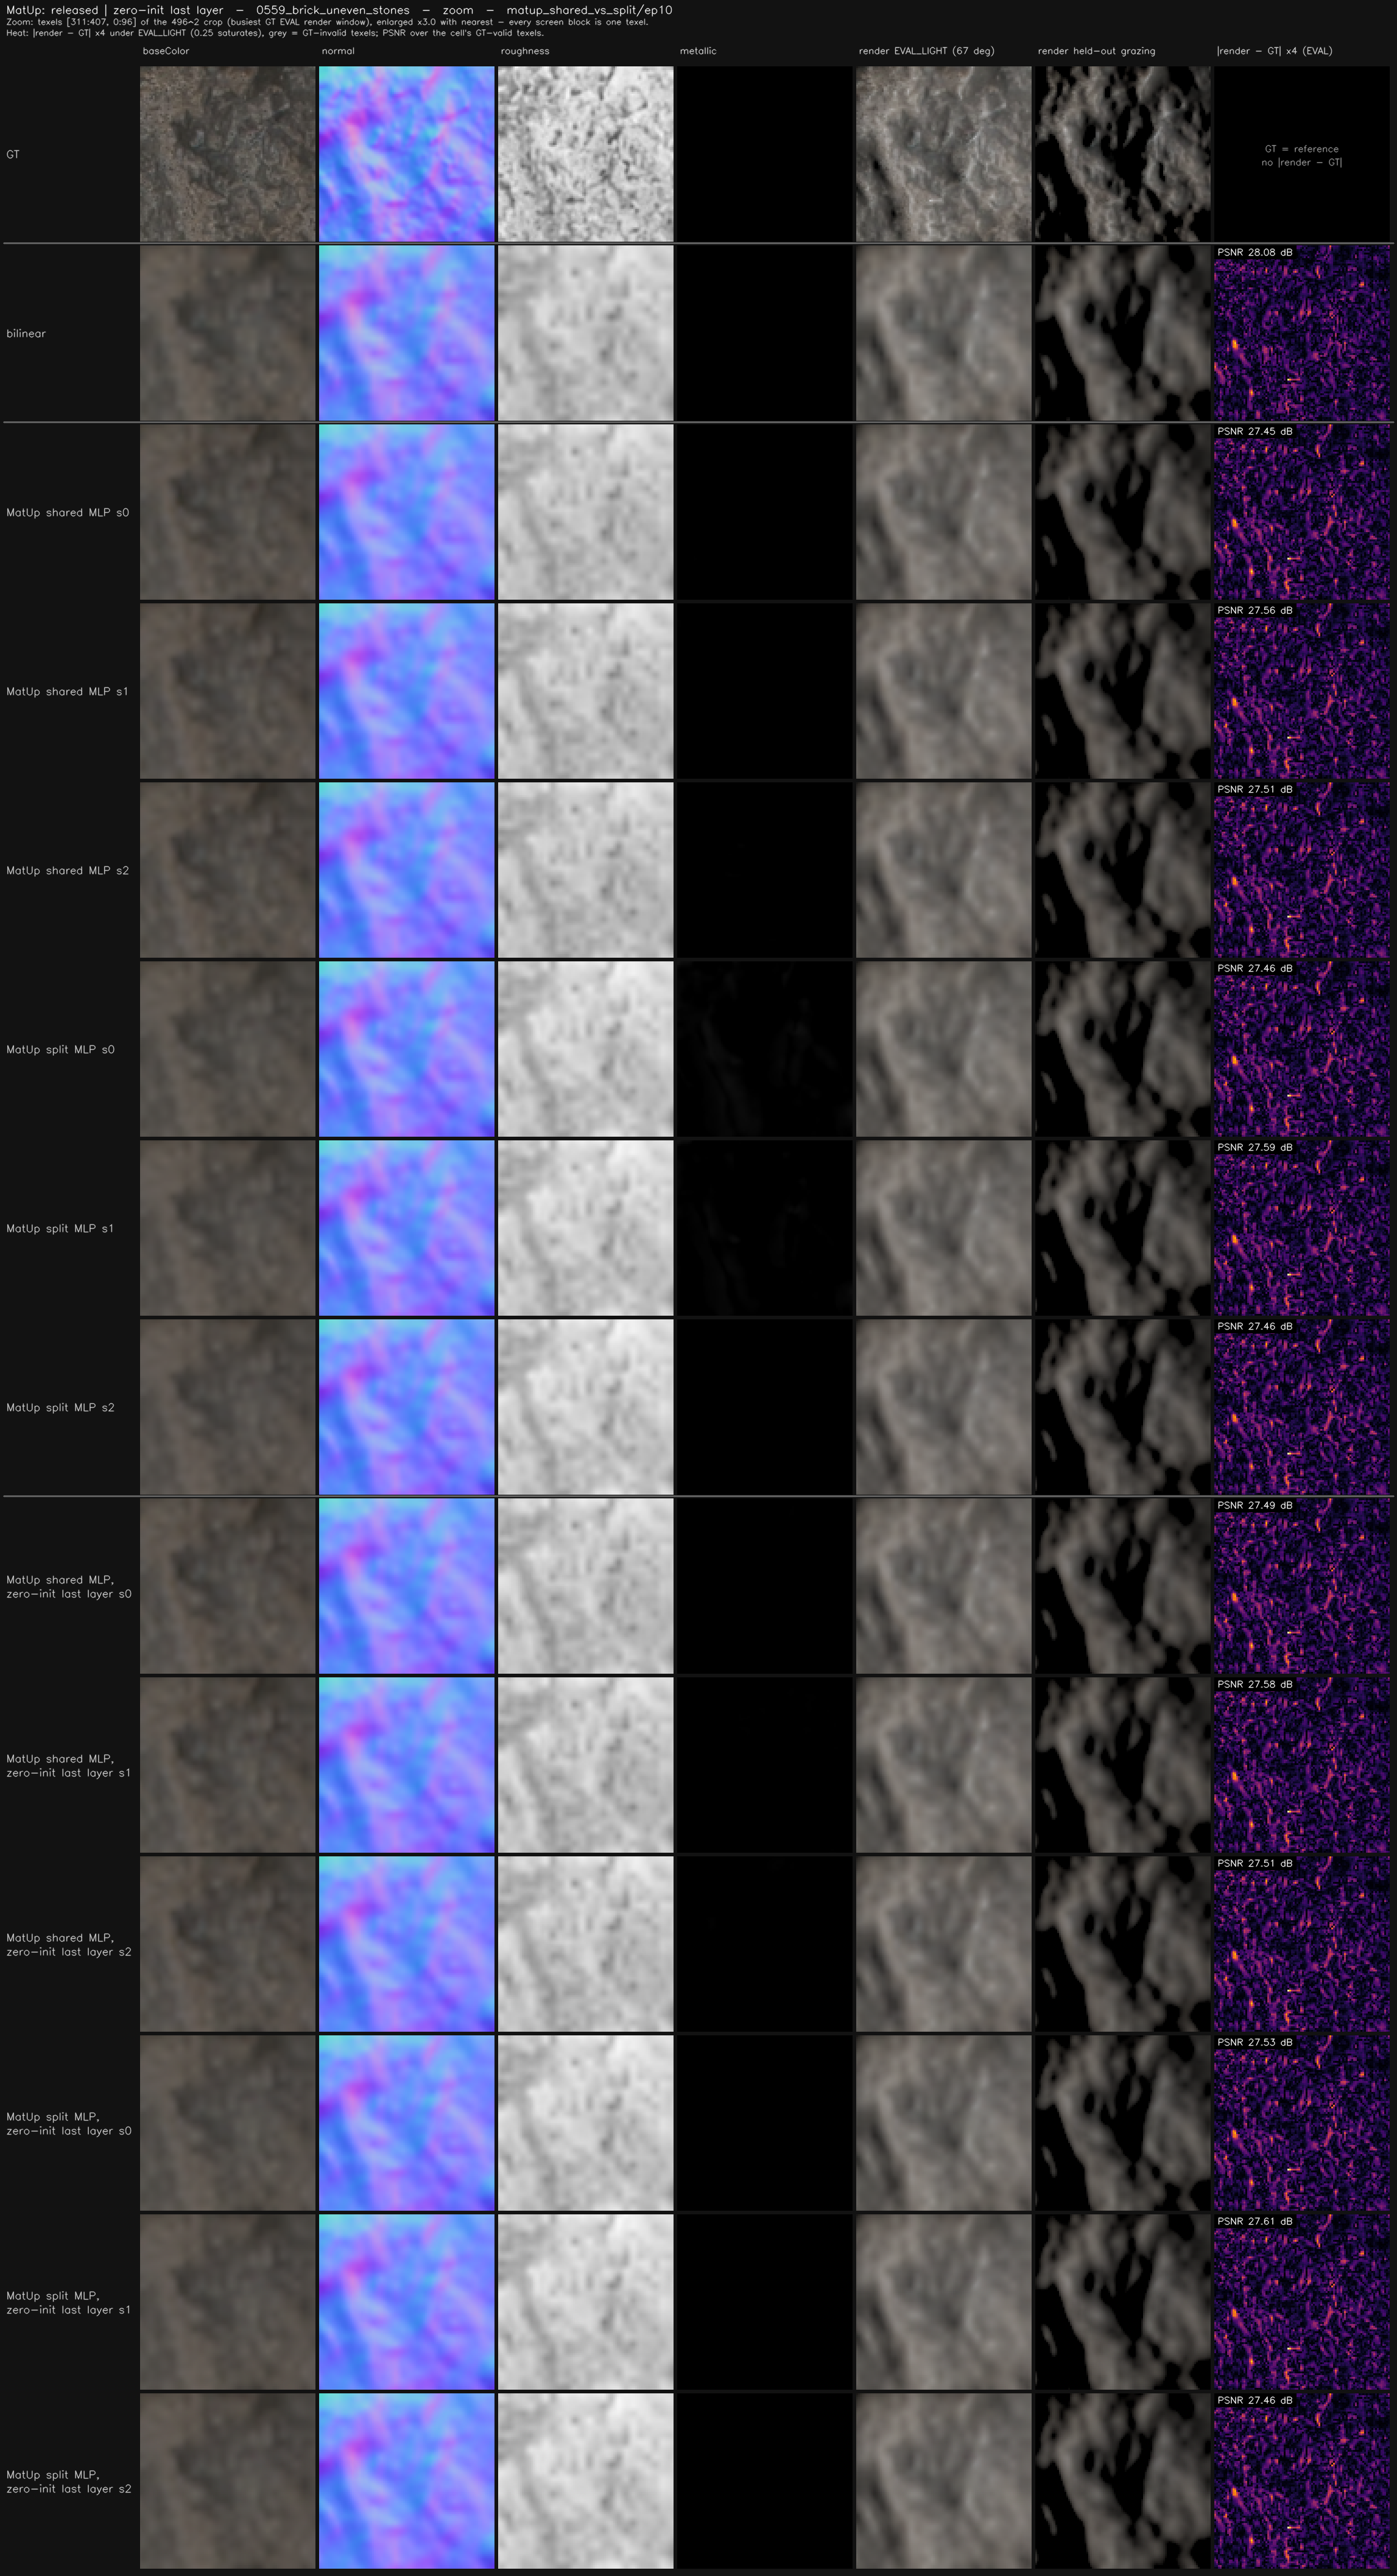 MatUp: released | zero-init last layer — 0559_brick_uneven_stones — zoom — matup_shared_vs_split/ep10
Zoom: texels [311:407, 0:96] of the 496^2 crop (busiest GT EVAL render window), enlarged x3.0 with nearest - every screen block is one texel.
Heat: |render - GT| x4 under EVAL_LIGHT (0.25 saturates), grey = GT-invalid texels; PSNR over the cell's GT-valid texels.
baseColor normal roughness metallic render EVAL_LIGHT (67 deg) render held-out grazing |render - GT| x4 (EVAL)
GT
GT = reference
no |render - GT|
bilinear
PSNR 28.08 dB
MatUp shared MLP s0
PSNR 27.45 dB
MatUp shared MLP s1
PSNR 27.56 dB
MatUp shared MLP s2
PSNR 27.51 dB
MatUp split MLP s0
PSNR 27.46 dB
MatUp split MLP s1
PSNR 27.59 dB
MatUp split MLP s2
PSNR 27.46 dB
MatUp shared MLP,
zero-init last layer s0
PSNR 27.49 dB
MatUp shared MLP,
zero-init last layer s1
PSNR 27.58 dB
MatUp shared MLP,
zero-init last layer s2
PSNR 27.51 dB
MatUp split MLP,
zero-init last layer s0
PSNR 27.53 dB
MatUp split MLP,
zero-init last layer s1
PSNR 27.61 dB
MatUp split MLP,
zero-init last layer s2
PSNR 27.46 dB